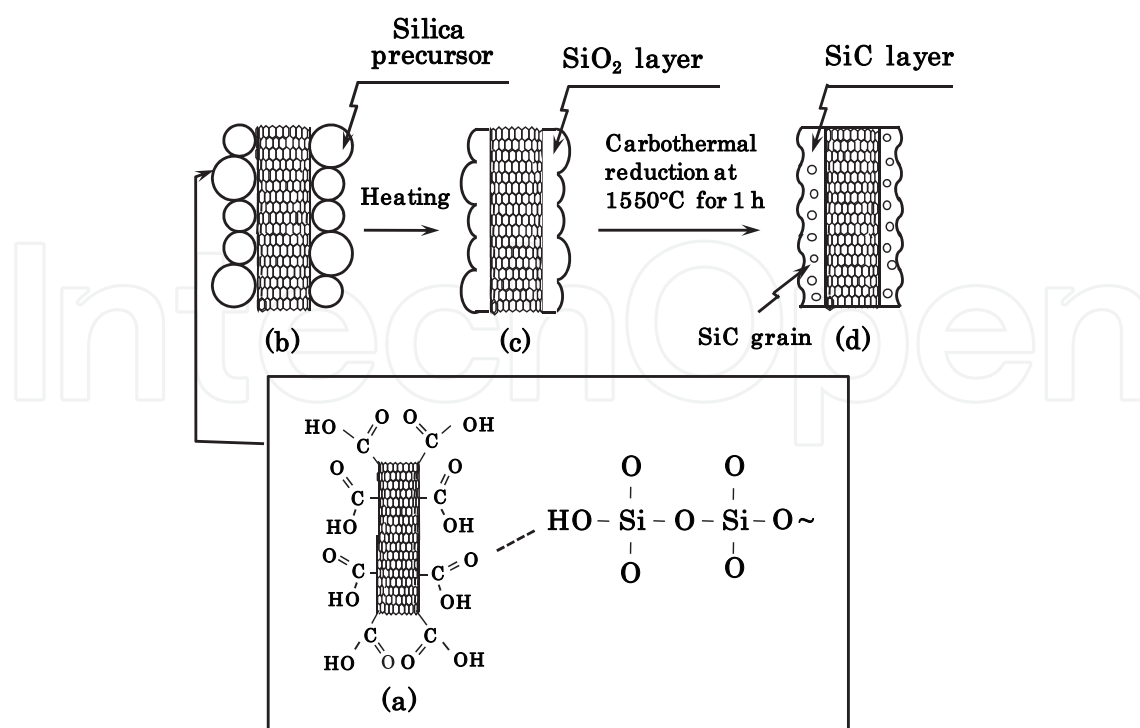 Silica
precursor
SiO₂ layer
SiC layer
Carbothermal
reduction at
1550°C for 1 h
Heating
SiC grain
(b)
(c)
(d)
IntechOpen
HO C O O C OH
O C HO C O OH
O C HO C O OH
HO C O O C OH
(a)
O O
HO – Si – O – Si – O ~
O O